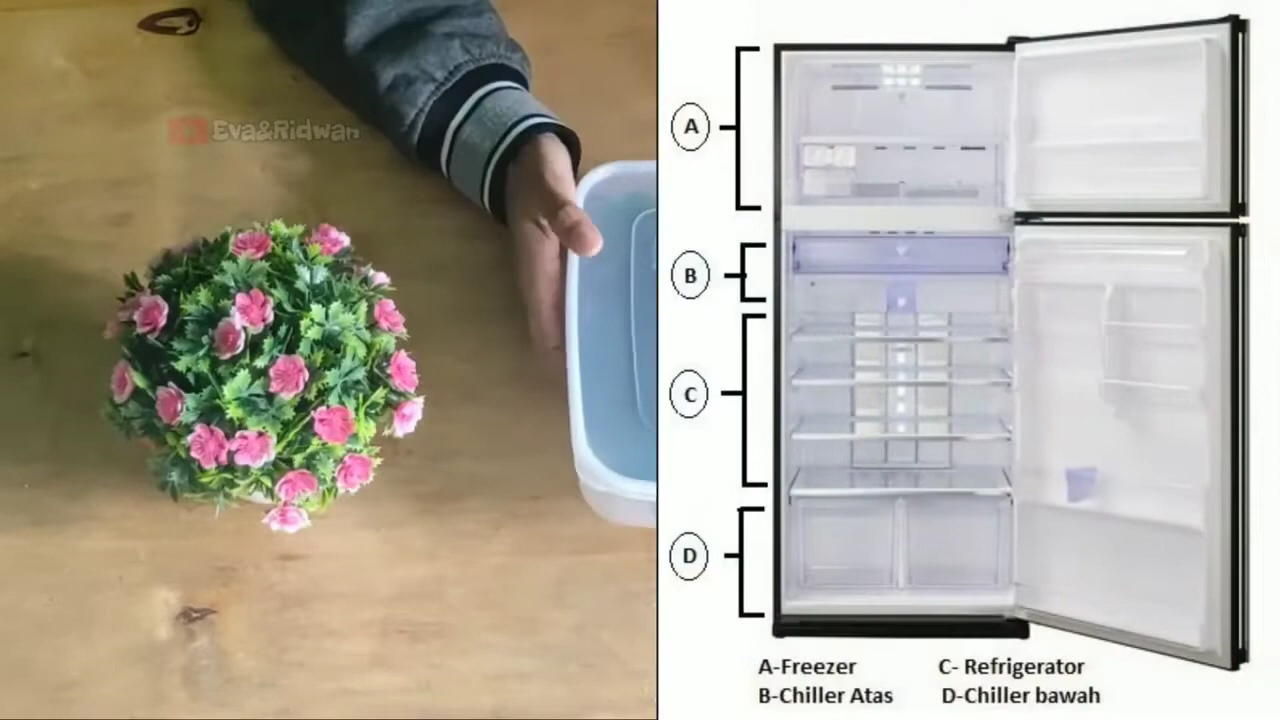 Eva&Ridwan
A
B
C
D
A-Freezer C- Refrigerator
B-Chiller Atas D-Chiller bawah